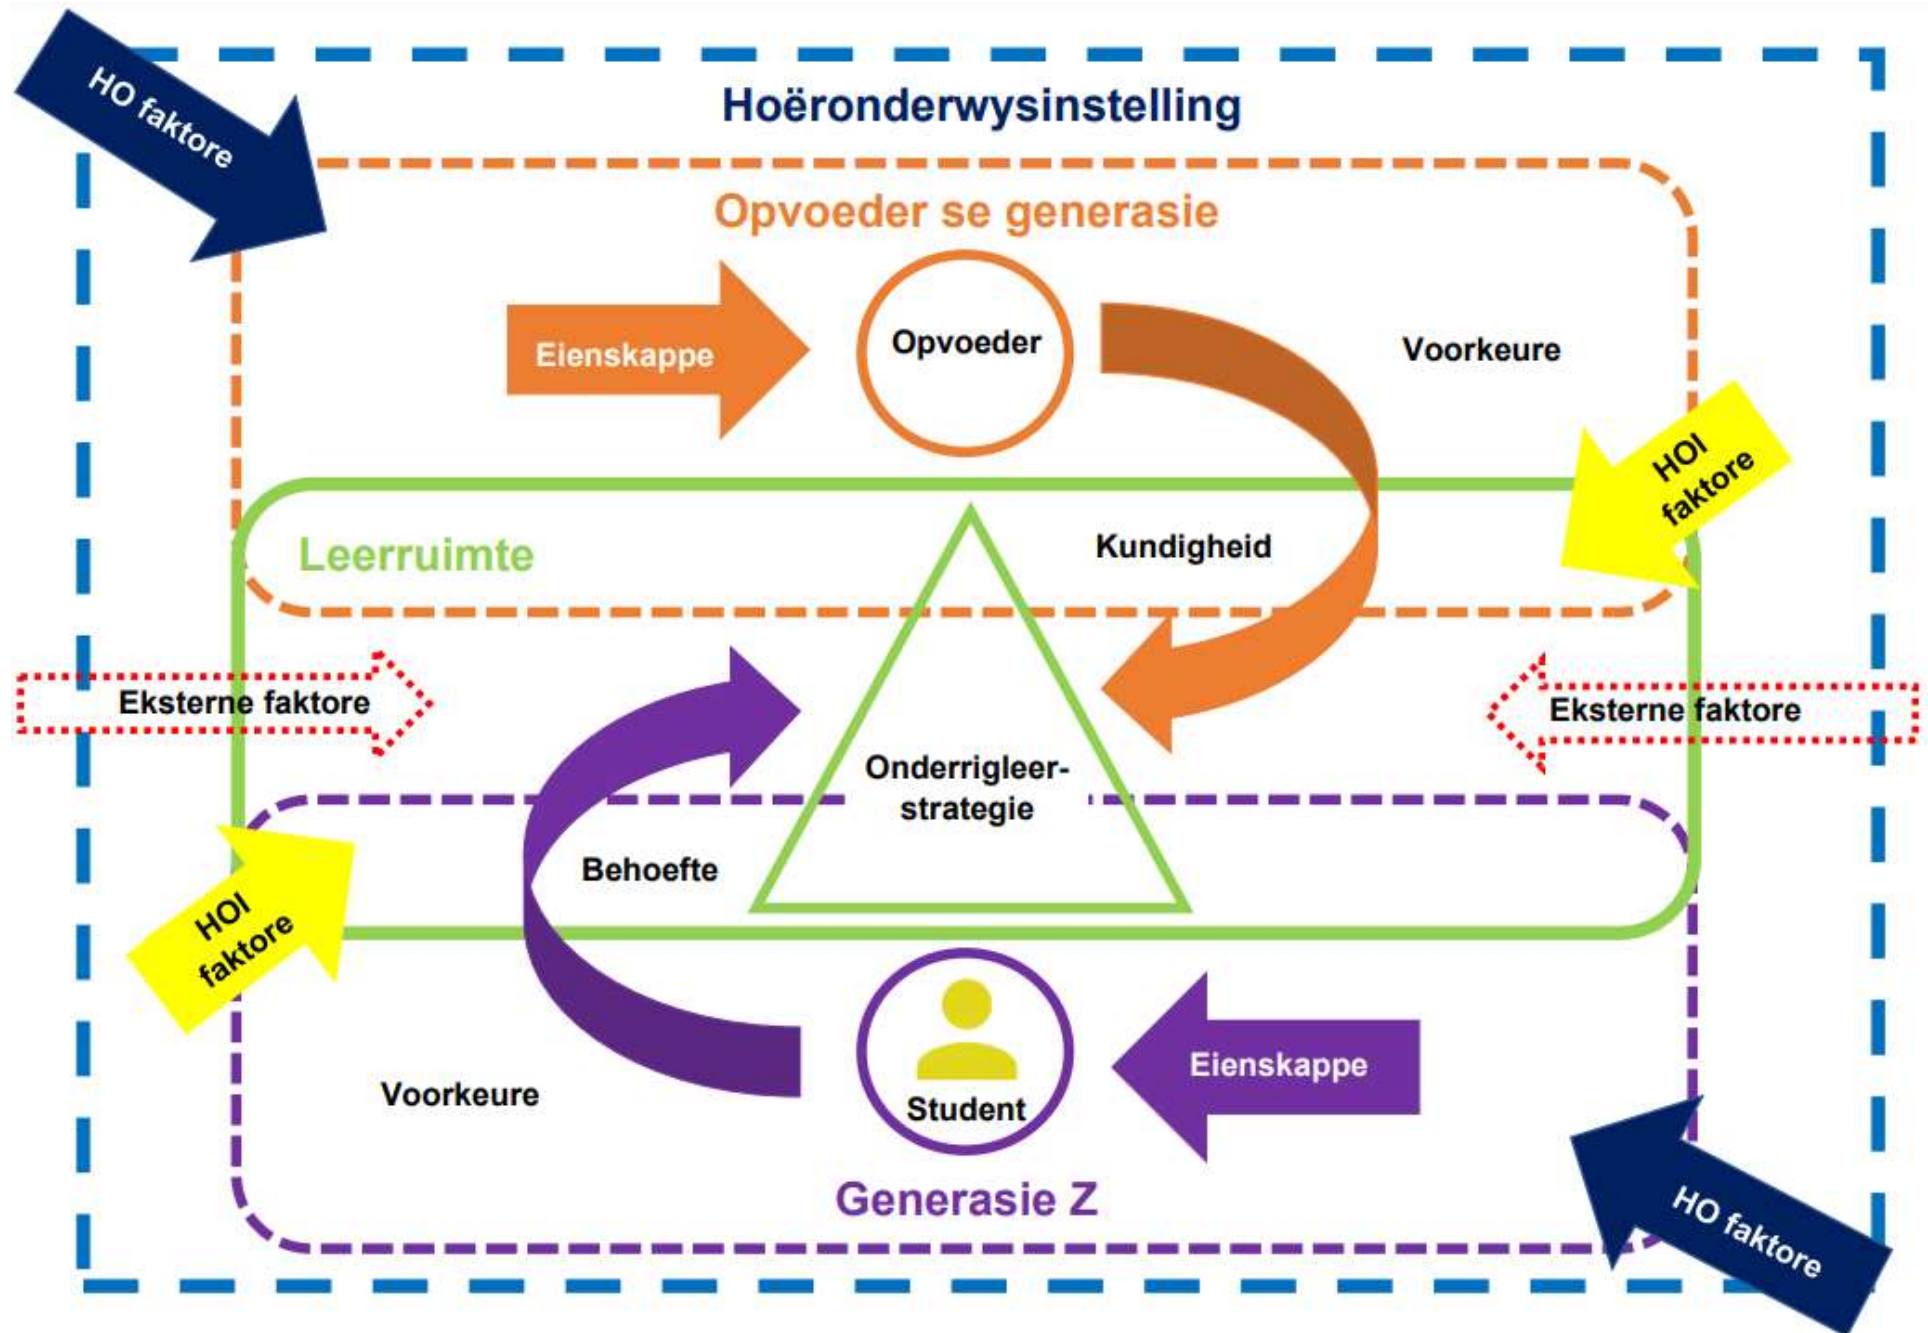 HO faktore
Hoëronderwysinstelling
Opvoeder se generasie
Eienskappe
Opvoeder
Voorkeure
HOI
faktore
Leerruimte
Kundigheid
Eksterne faktore
Eksterne faktore
Onderrigleer-
strategie
Behoefte
HOI
faktore
Voorkeure
Student
Eienskappe
Generasie Z
HO faktore